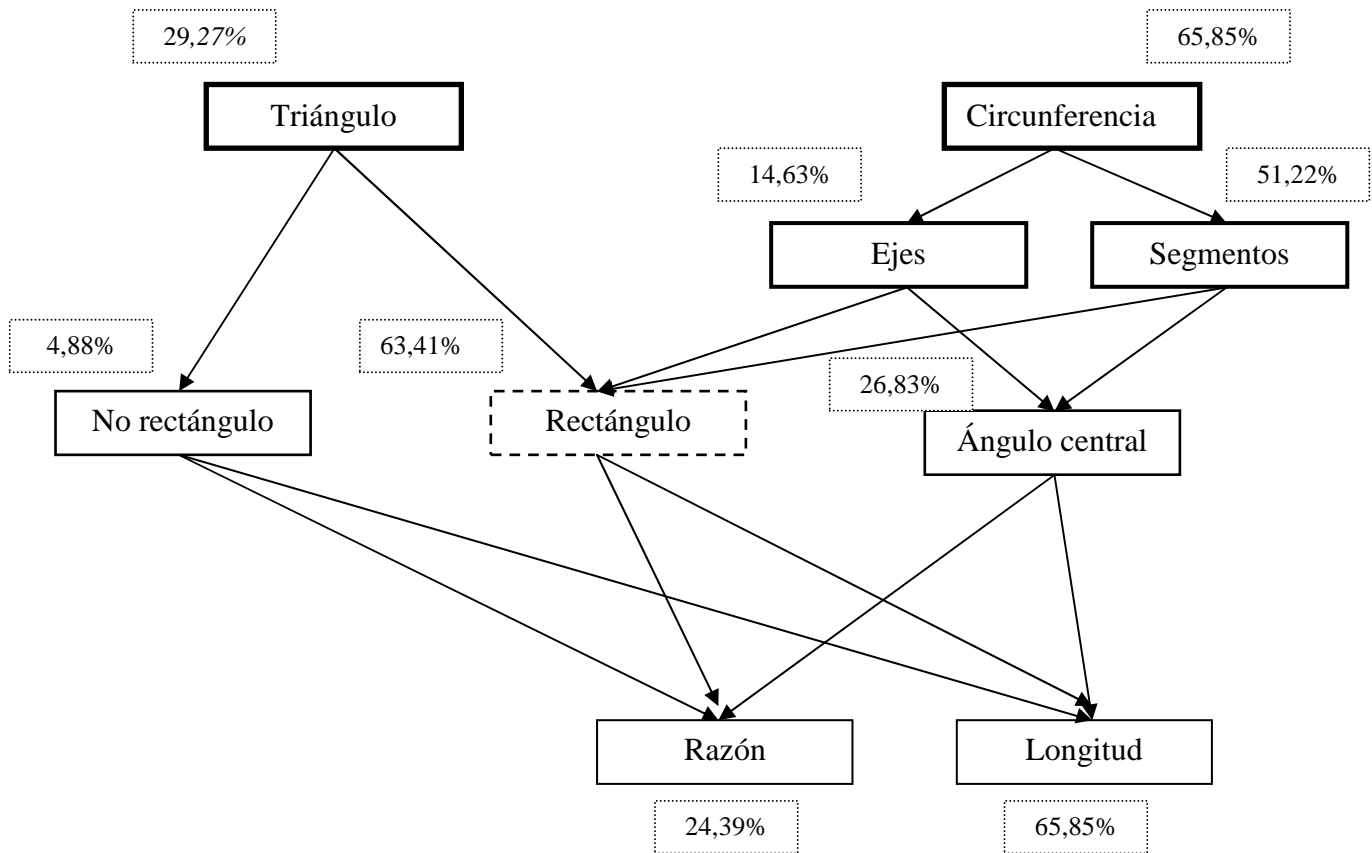 29,27%
65,85%
Triángulo
Circunferencia
14,63%
51,22%
Ejes
Segmentos
4,88%
63,41%
26,83%
No rectángulo
Rectángulo
Ángulo central
Razón
Longitud
24,39%
65,85%